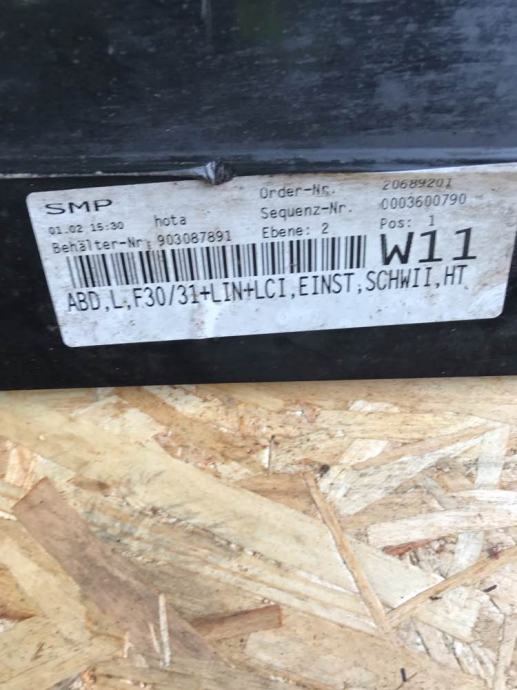 SMP
01.02 15:30 hota Order-Nr. 20689201
Sequenz-Nr. 0003600790
Behälter-Nr 903087891 Ebene: 2 Pos: 1
W11
ABD,L,F30/31+LIN+LCI,EINST,SCHWII,HT